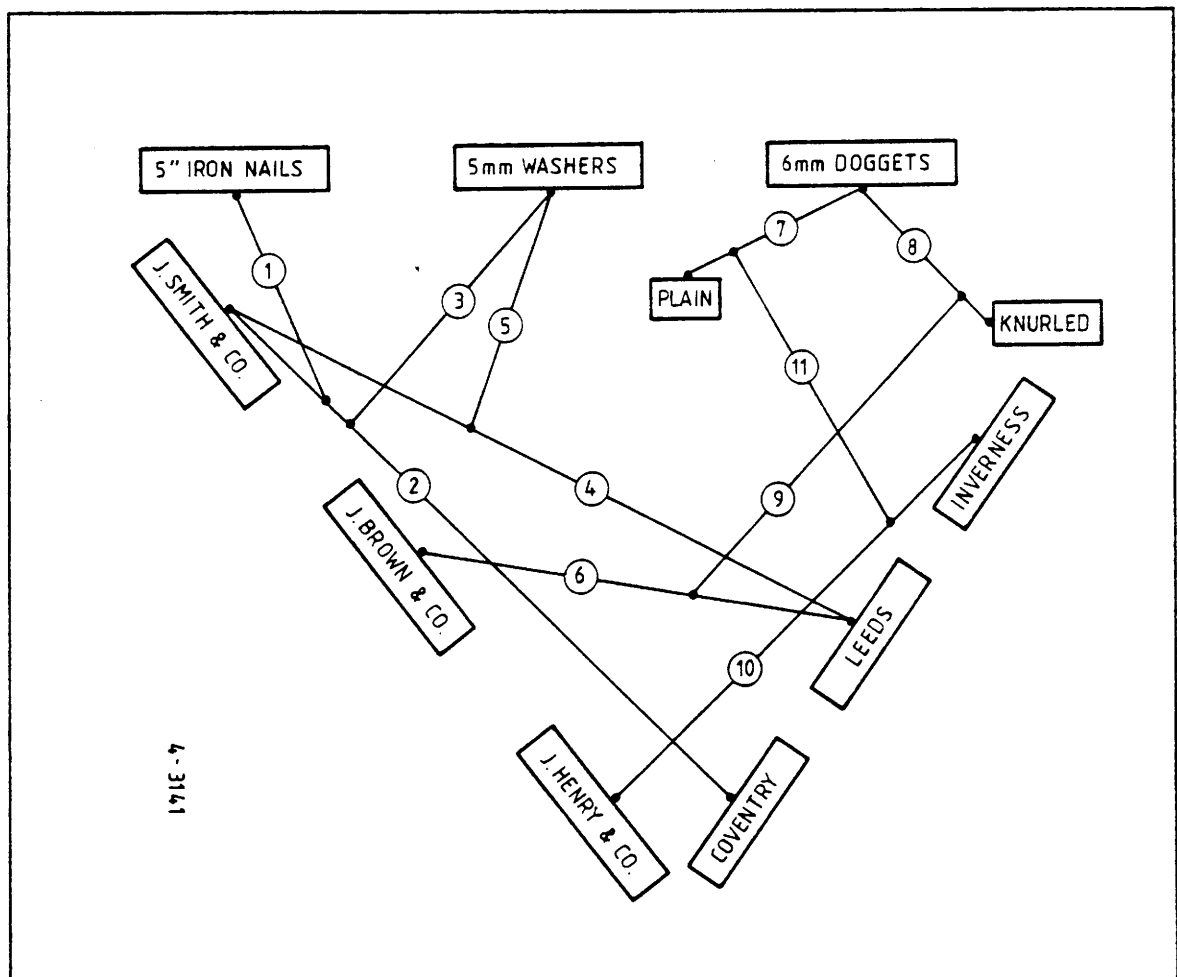 5" IRON NAILS
5mm WASHERS
6mm DOGGETS
7
8
1
J. SMITH & CO.
3
PLAIN
5
KNURLED
11
INVERNESS
2
4
9
J. BROWN & CO.
6
LEEDS
10
4-3141
J. HENRY & CO.
COVENTRY